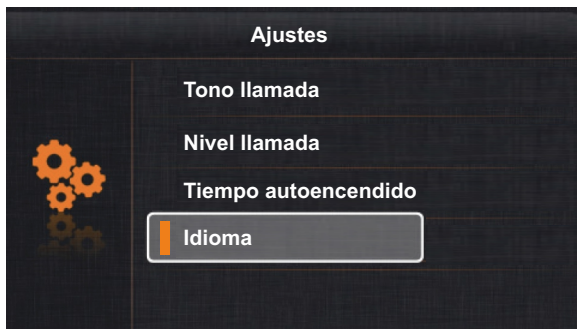 Ajustes
Tono llamada
Nivel llamada
Tiempo autoencendido
Idioma